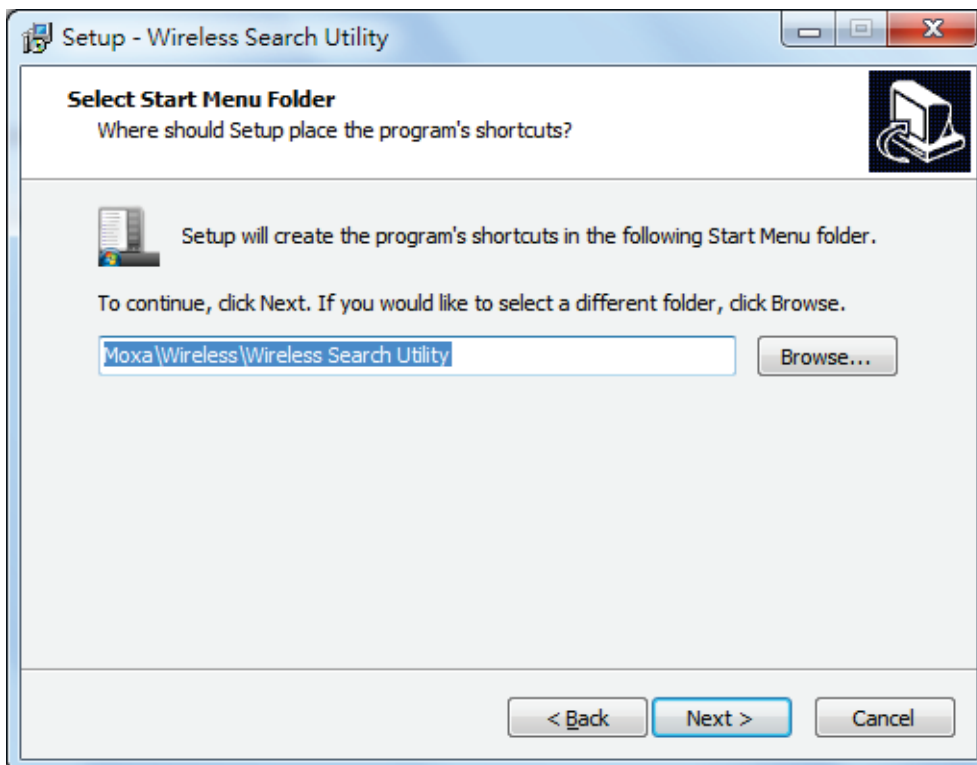 Setup - Wireless Search Utility
Select Start Menu Folder
Where should Setup place the program's shortcuts?
Setup will create the program's shortcuts in the following Start Menu folder.
To continue, click Next. If you would like to select a different folder, click Browse.
Moxa\Wireless\Wireless Search Utility
Browse...
< Back
Next >
Cancel